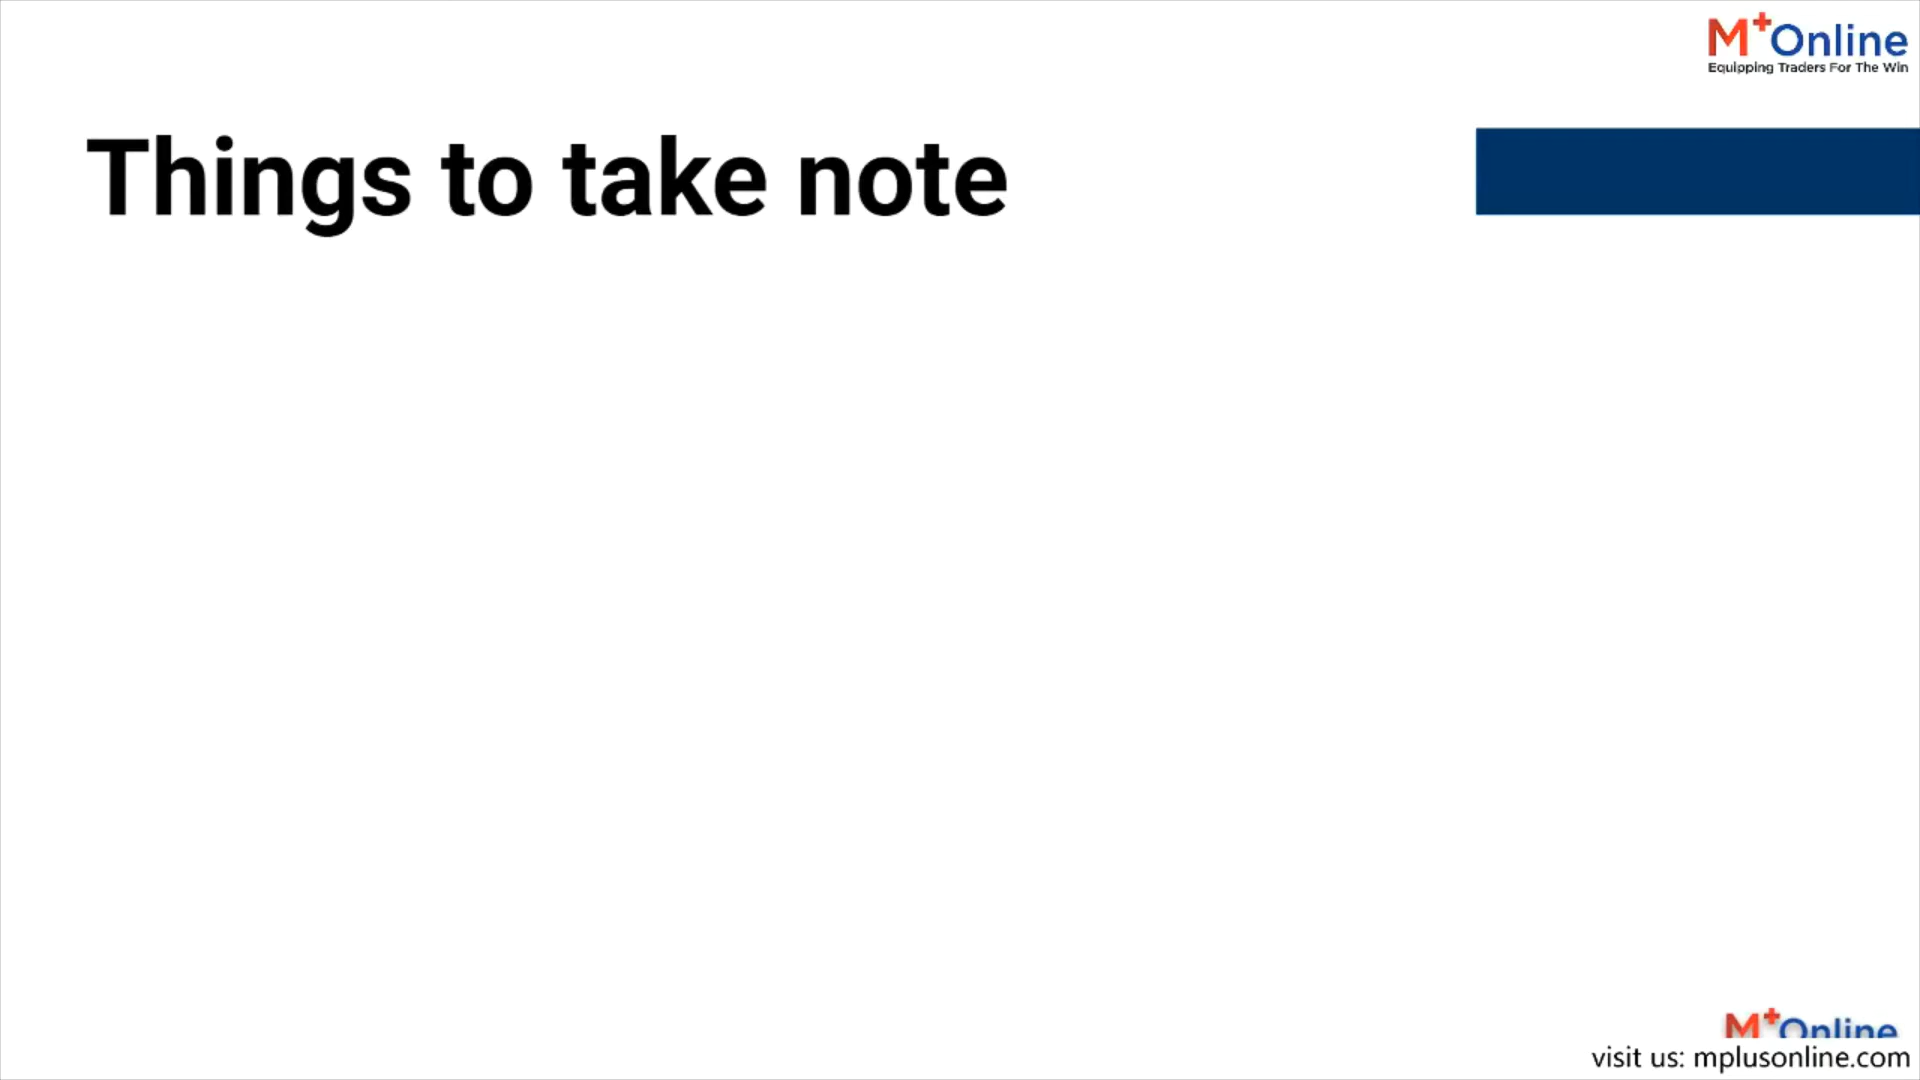 M+Online
Equipping Traders For The Win
Things to take note
M+Online
visit us: mplusonline.com